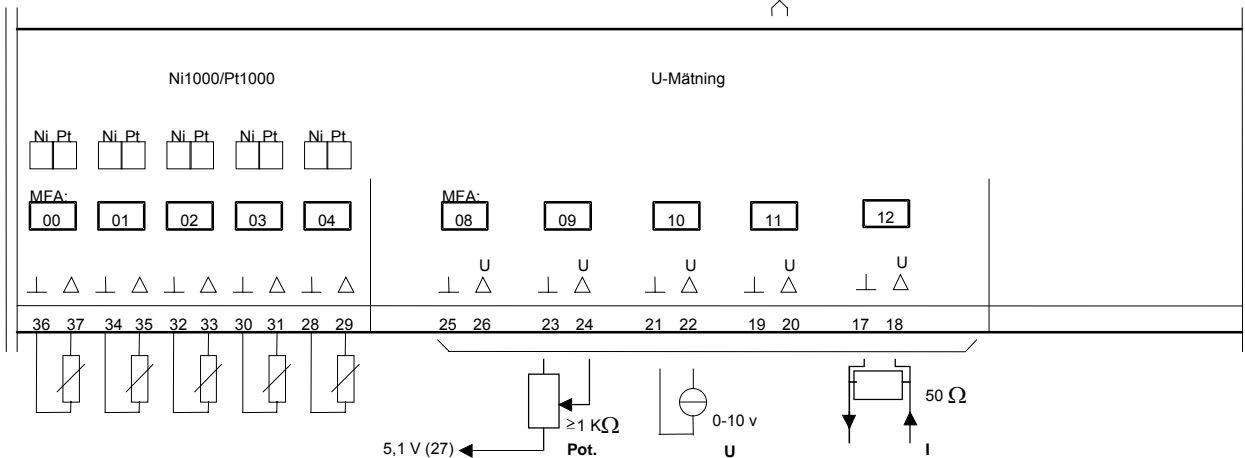 Ni1000/Pt1000 U-Mätning
Ni Pt Ni Pt Ni Pt Ni Pt Ni Pt
MFA: MFA:
00 01 02 03 04 08 09 10 11 12
U U U U U
36 37 34 35 32 33 30 31 28 29 25 26 23 24 21 22 19 20 17 18
50 Ω
≥1 KΩ 0-10 v
5,1 V (27) Pot. U I